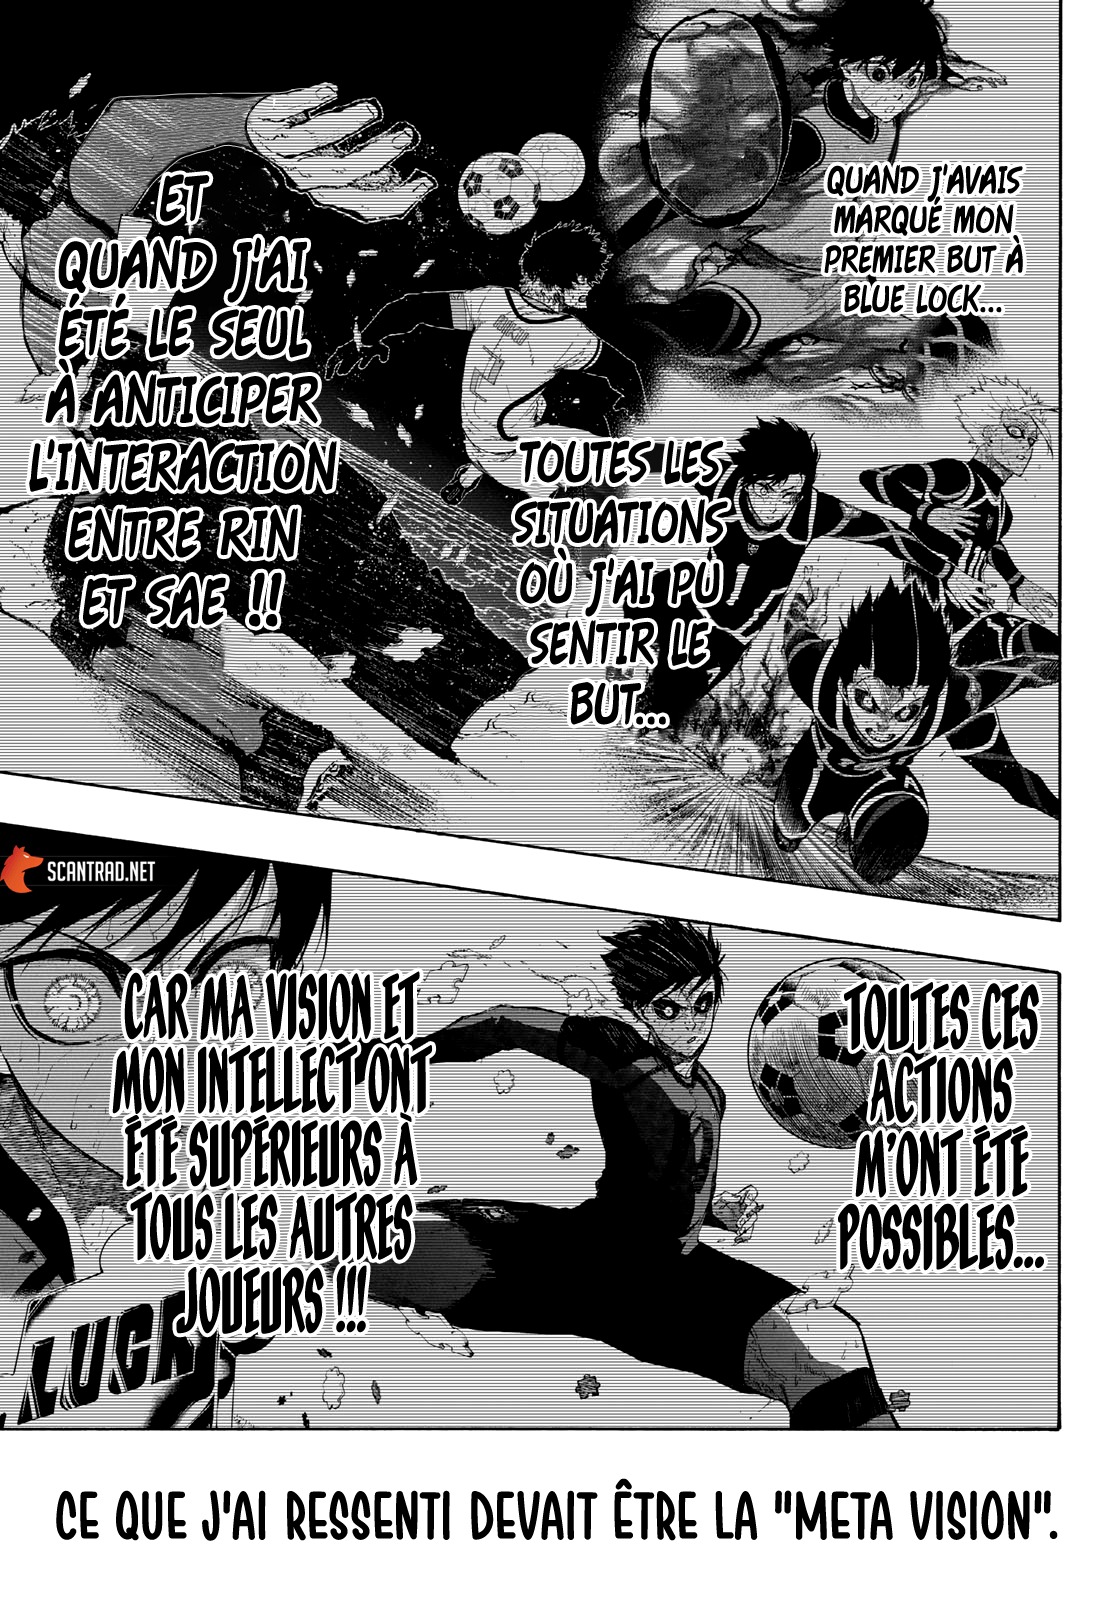 QUAND J'AVAIS
MARQUÉ MON
PREMIER BUT À
BLUE LOCK...
TOUTES LES
SITUATIONS
OÙ J'AI PU
SENTIR LE
BUT...
ET
QUAND J'AI
ÉTÉ LE SEUL
À ANTICIPER
L'INTERACTION
ENTRE RIN
ET SAE !!
SCANTRAD.NET
TOUTES CES
ACTIONS
M'ONT ÉTÉ
POSSIBLES...
CAR MA VISION ET
MON INTELLECT ONT
ÉTÉ SUPÉRIEURS À
TOUS LES AUTRES
JOUEURS !!!
LUCK
CE QUE J'AI RESSENTI DEVAIT ÊTRE LA "META VISION".